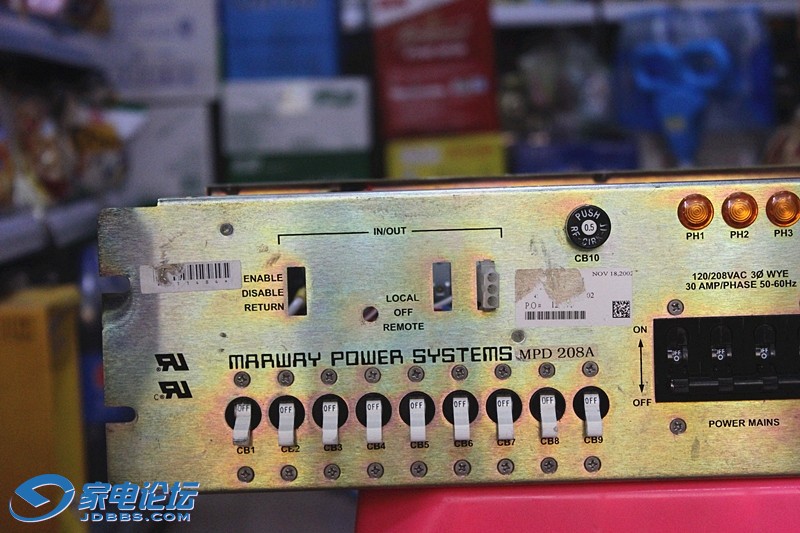 IN/OUT
ENABLE
DISABLE
RETURN
LOCAL
OFF
REMOTE
PUSH
0.5
CB10
NOV 18,2002
02
PH1 PH2 PH3
120/208VAC 3Ø WYE
30 AMP/PHASE 50-60Hz
ON
OFF
POWER MAINS
MARWAY POWER SYSTEMS MPD 208A
OFF OFF OFF OFF OFF OFF OFF OFF OFF
CB1 CB2 CB3 CB4 CB5 CB6 CB7 CB8 CB9
家电论坛
JDBBS.COM